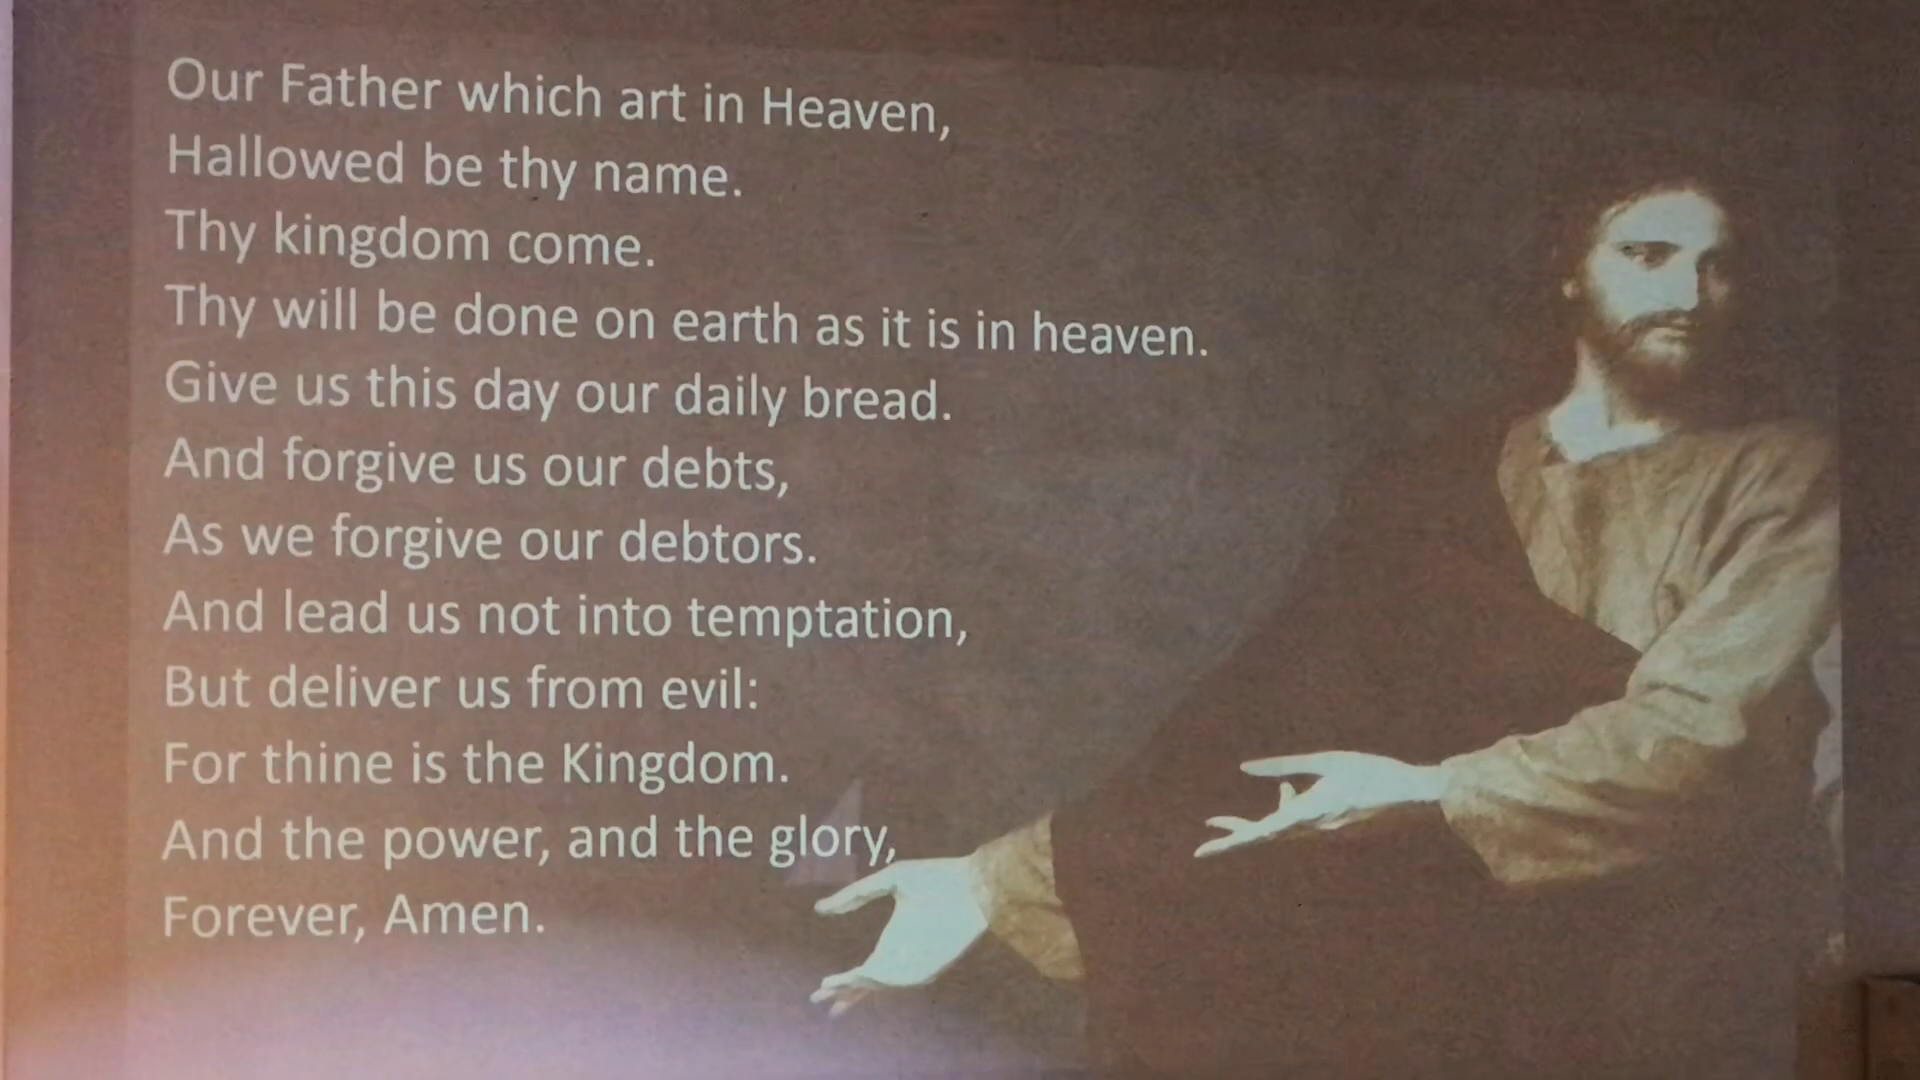 Our Father which art in Heaven,
Hallowed be thy name.
Thy kingdom come.
Thy will be done on earth as it is in heaven.
Give us this day our daily bread.
And forgive us our debts,
As we forgive our debtors.
And lead us not into temptation,
But deliver us from evil:
For thine is the Kingdom.
And the power, and the glory,
Forever, Amen.